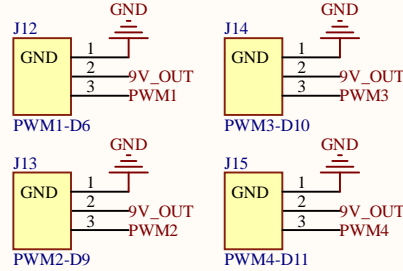 GND
J12
GND
1
2
9V_OUT
3
PWM1
PWM1-D6
GND
J14
GND
1
2
9V_OUT
3
PWM3
PWM3-D10
GND
J13
GND
1
2
9V_OUT
3
PWM2
PWM2-D9
GND
J15
GND
1
2
9V_OUT
3
PWM4
PWM4-D11